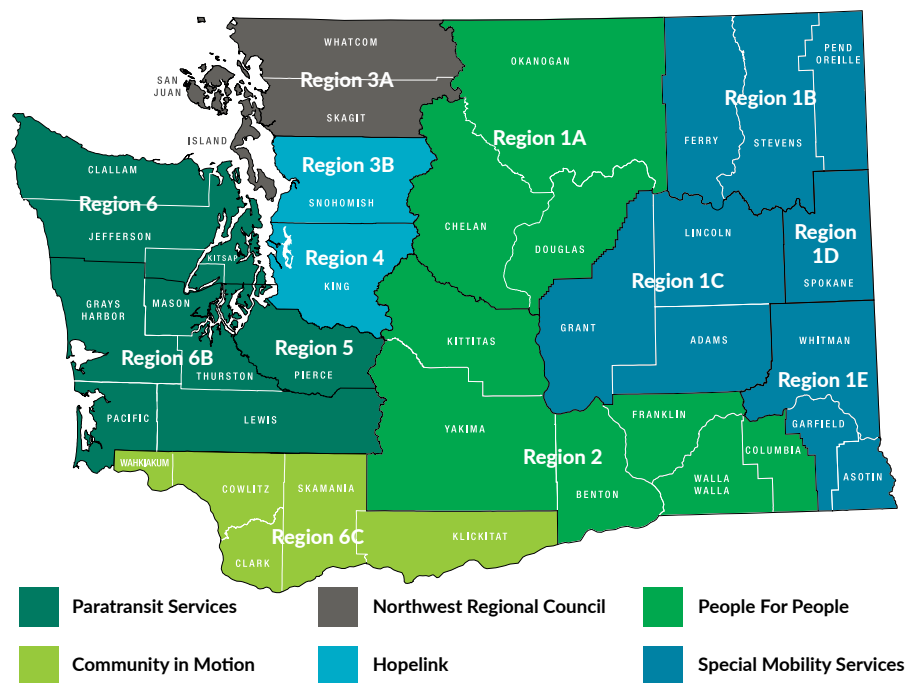 WHATCOM
OKANOGAN
PEND
OREILLE
SAN
JUAN
Region 3A
Region 1B
SKAGIT
ISLAND
Region 1A
FERRY
STEVENS
CLALLAM
Region 3B
Region 6
SNOHOMISH
JEFFERSON
CHELAN
DOUGLAS
LINCOLN
Region
1D
KITSAP
Region 4
KING
Region 1C
SPOKANE
GRAYS
HARBOR
MASON
GRANT
ADAMS
WHITMAN
KITTITAS
Region 6B
Region 5
THURSTON
PIERCE
Region 1E
PACIFIC
LEWIS
YAKIMA
FRANKLIN
GARFIELD
COLUMBIA
Region 2
WAHKIAKUM
COWLITZ
SKAMANIA
BENTON
WALLA
WALLA
ASOTIN
Region 6C
KLICKITAT
CLARK
Paratransit Services
Northwest Regional Council
People For People
Community in Motion
Hopelink
Special Mobility Services